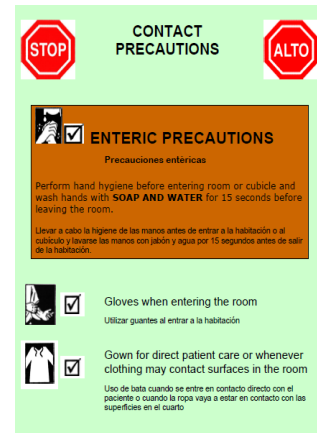 STOP
CONTACT
PRECAUTIONS
ALTO
ENTERIC PRECAUTIONS
Precauciones entéricas
Perform hand hygiene before entering room or cubicle and
wash hands with SOAP AND WATER for 15 seconds before
leaving the room.
Llevar a cabo la higiene de las manos antes de entrar a la habitación o al
cubículo y lavarse las manos con jabón y agua por 15 segundos antes de salir
de la habitación.
Gloves when entering the room
Utilizar guantes al entrar a la habitación
Gown for direct patient care or whenever
clothing may contact surfaces in the room
Uso de bata cuando se entre en contacto directo con el
paciente o cuando la ropa vaya a estar en contacto con las
superficies en el cuarto